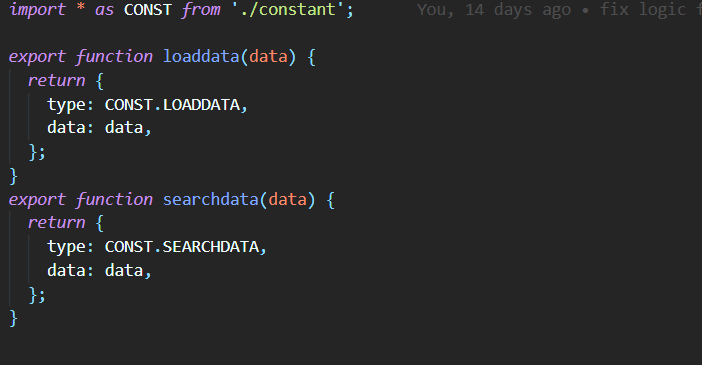 import * as CONST from './constant'; You, 14 days ago • fix logic f
export function loaddata(data) {
return {
type: CONST.LOADDATA,
data: data,
};
}
export function searchdata(data) {
return {
type: CONST.SEARCHDATA,
data: data,
};
}